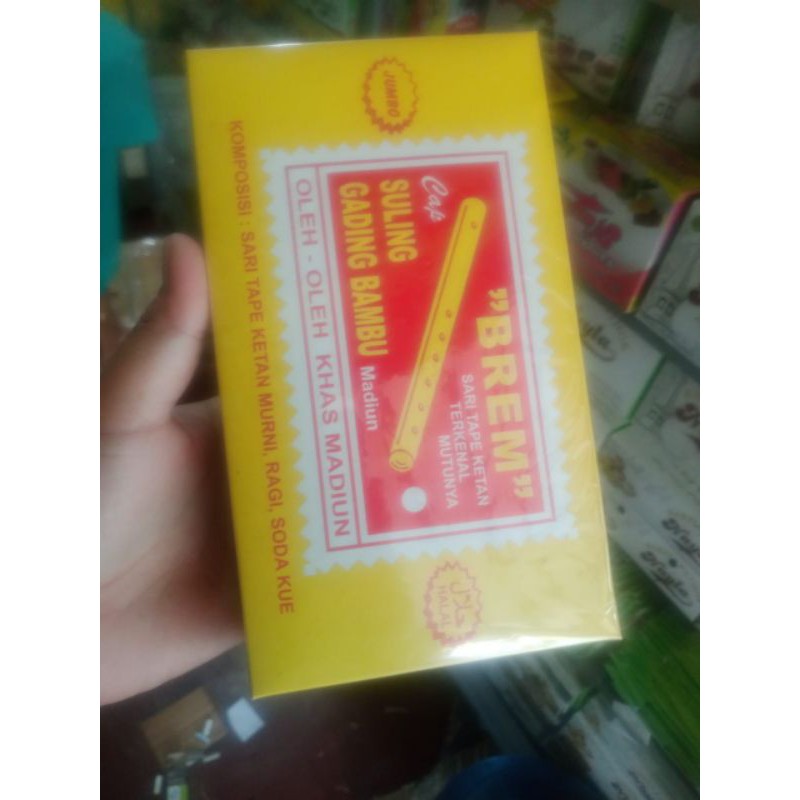 JUMBO
"BREM"
SARI TAPE KETAN
TERKENAL
MUTUNYA
Cap
SULING
GADING BAMBU
Madiun
OLEH - OLEH KHAS MADIUN
حلال
HALAL
KOMPOSISI : SARI TAPE KETAN MURNI, RAGI, SODA KUE